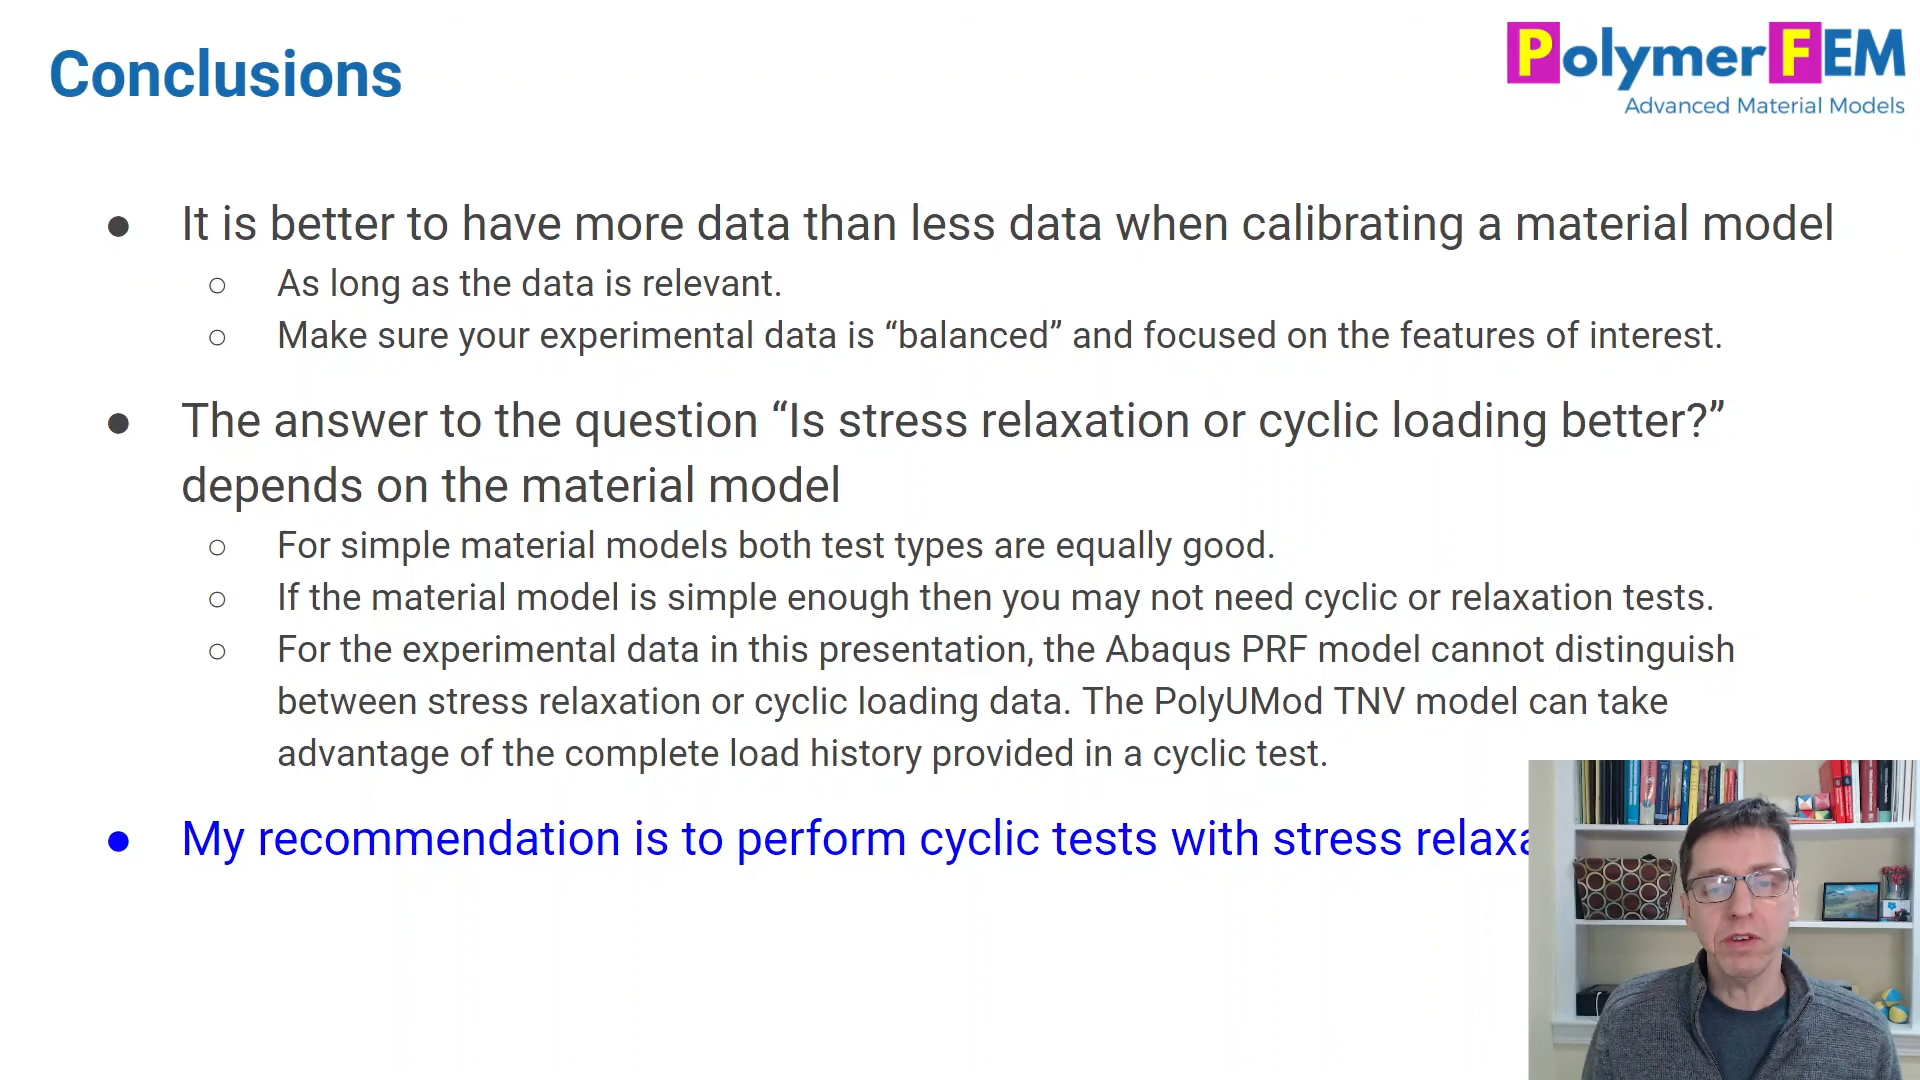 Conclusions
PolymerFEM
Advanced Material Models
● It is better to have more data than less data when calibrating a material model
○ As long as the data is relevant.
○ Make sure your experimental data is “balanced” and focused on the features of interest.
● The answer to the question “Is stress relaxation or cyclic loading better?”
depends on the material model
○ For simple material models both test types are equally good.
○ If the material model is simple enough then you may not need cyclic or relaxation tests.
○ For the experimental data in this presentation, the Abaqus PRF model cannot distinguish
between stress relaxation or cyclic loading data. The PolyUMod TNV model can take
advantage of the complete load history provided in a cyclic test.
● My recommendation is to perform cyclic tests with stress